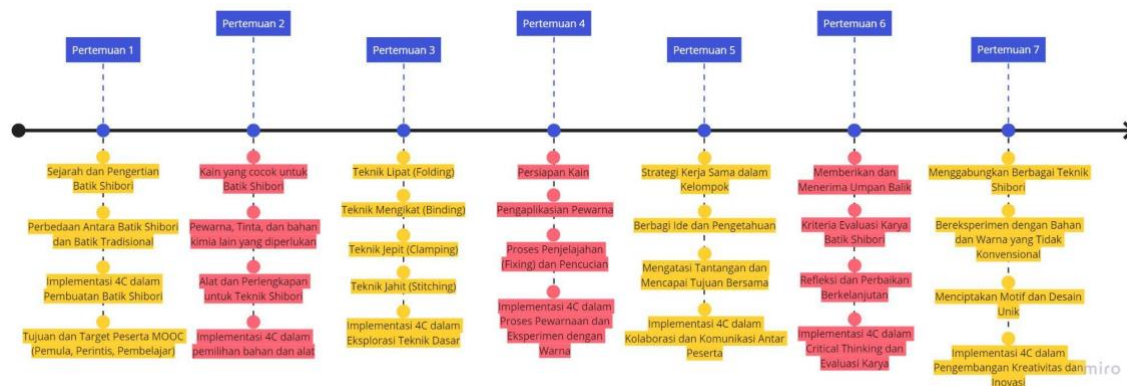 Pertemuan 1
Sejarah dan Pengertian
Batik Shibori
Perbedaan Antara Batik Shibori
dan Batik Tradisional
Implementasi 4C dalam
Pembuatan Batik Shibori
Tujuan dan Target Peserta MOOC
(Pemula, Perintis, Pembelajar)
Pertemuan 2
Kain yang cocok untuk
Batik Shibori
Pewarna, Tinta, dan bahan
kimia lain yang diperlukan
Alat dan Perlengkapan
untuk Teknik Shibori
Implementasi 4C dalam
pemilihan bahan dan alat
Pertemuan 3
Teknik Lipat (Folding)
Teknik Mengikat (Binding)
Teknik Jepit (Clamping)
Teknik Jahit (Stitching)
Implementasi 4C dalam
Eksplorasi Teknik Dasar
Pertemuan 4
Persiapan Kain
Pengaplikasian Pewarna
Proses Penjelajahan
(Fixing) dan Pencucian
Implementasi 4C dalam
Proses Pewarnaan dan
Eksperimen dengan
Warna
Pertemuan 5
Strategi Kerja Sama dalam
Kelompok
Berbagi Ide dan Pengetahuan
Mengatasi Tantangan dan
Mencapai Tujuan Bersama
Implementasi 4C dalam
Kolaborasi dan Komunikasi Antar
Peserta
Pertemuan 6
Memberikan dan
Menerima Umpan Balik
Kriteria Evaluasi Karya
Batik Shibori
Refleksi dan Perbaikan
Berkelanjutan
Implementasi 4C dalam
Critical Thinking dan
Evaluasi Karya
Pertemuan 7
Menggabungkan Berbagai Teknik
Shibori
Bereksperimen dengan Bahan
dan Warna yang Tidak
Konvensional
Menciptakan Motif dan Desain
Unik
Implementasi 4C dalam
Pengembangan Kreativitas dan
Inovasi
miro